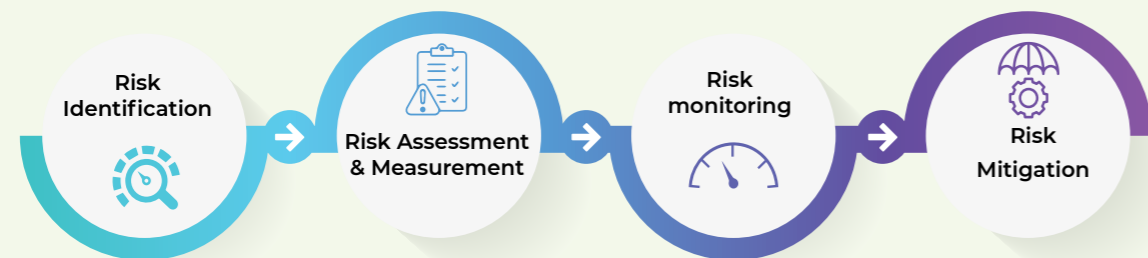 Risk
Identification
Risk Assessment
& Measurement
Risk
monitoring
Risk
Mitigation